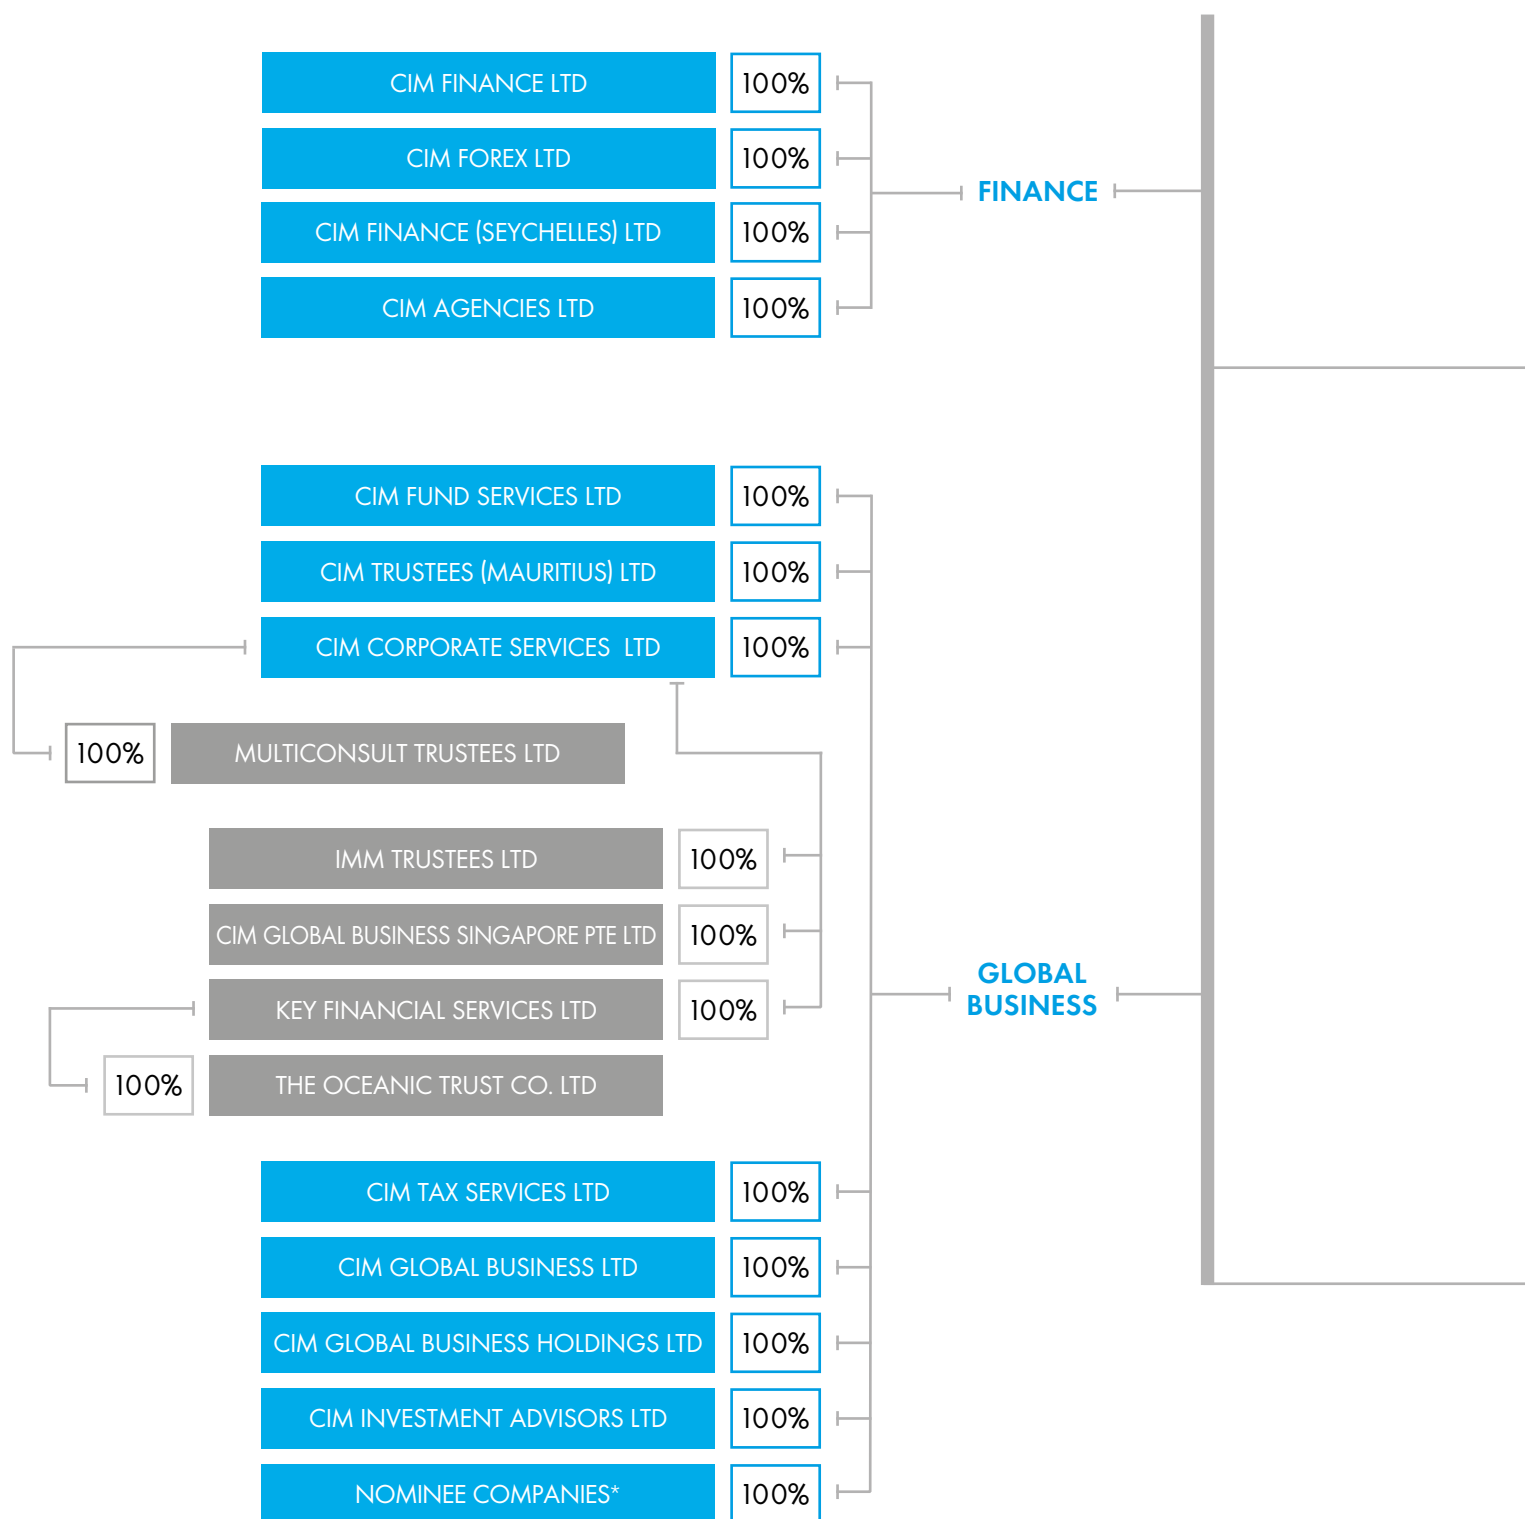 CIM FINANCE LTD 100%
CIM FOREX LTD 100%
FINANCE
CIM FINANCE (SEYCHELLES) LTD 100%
CIM AGENCIES LTD 100%
CIM FUND SERVICES LTD 100%
CIM TRUSTEES (MAURITIUS) LTD 100%
CIM CORPORATE SERVICES LTD 100%
100% MULTICONSULT TRUSTEES LTD
IMM TRUSTEES LTD 100%
CIM GLOBAL BUSINESS SINGAPORE PTE LTD 100%
GLOBAL
BUSINESS
KEY FINANCIAL SERVICES LTD 100%
100% THE OCEANIC TRUST CO. LTD
CIM TAX SERVICES LTD 100%
CIM GLOBAL BUSINESS LTD 100%
CIM GLOBAL BUSINESS HOLDINGS LTD 100%
CIM INVESTMENT ADVISORS LTD 100%
NOMINEE COMPANIES* 100%